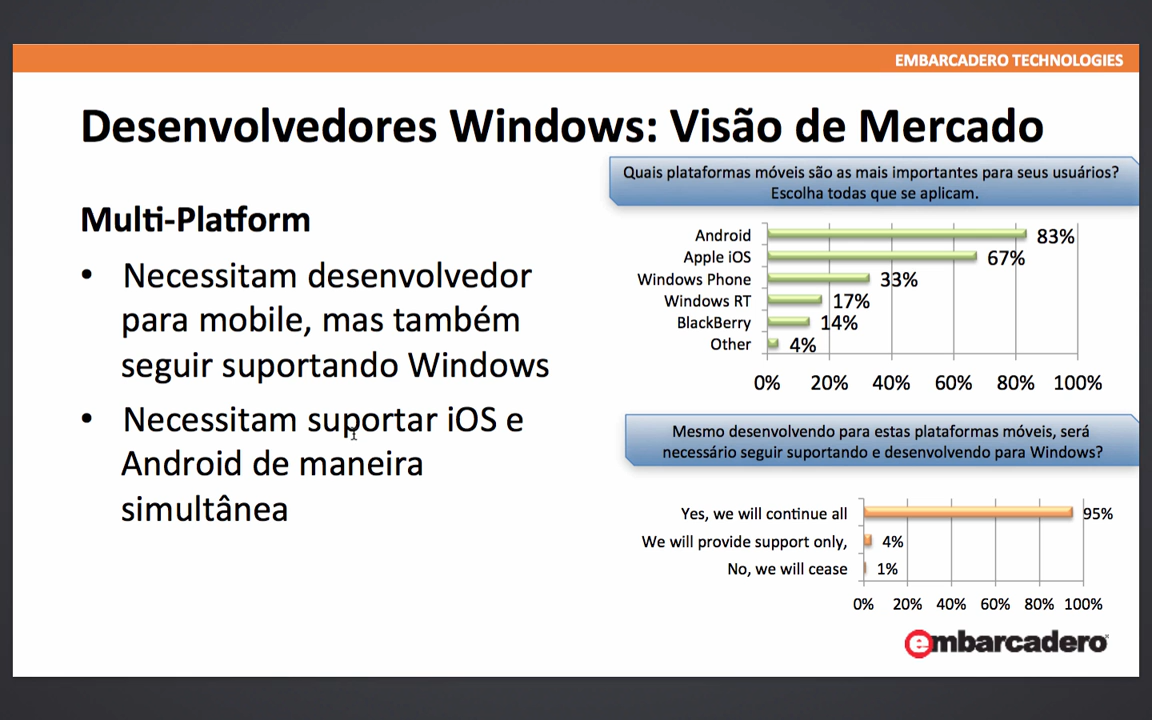 EMBARCADERO TECHNOLOGIES
Desenvolvedores Windows: Visão de Mercado
Multi-Platform
• Necessitam desenvolvedor
para mobile, mas também
seguir suportando Windows
• Necessitam suportar iOS e
Android de maneira
simultânea
Quais plataformas móveis são as mais importantes para seus usuários?
Escolha todas que se aplicam.
Android 83%
Apple iOS 67%
Windows Phone 33%
Windows RT 17%
BlackBerry 14%
Other 4%
0% 20% 40% 60% 80% 100%
Mesmo desenvolvendo para estas plataformas móveis, será
necessário seguir suportando e desenvolvendo para Windows?
Yes, we will continue all 95%
We will provide support only, 4%
No, we will cease 1%
0% 20% 40% 60% 80% 100%
embarcadero